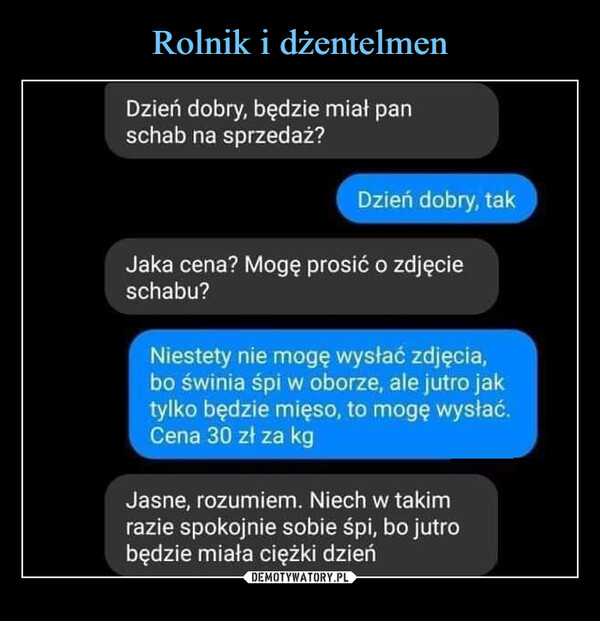 Rolnik i dżentelmen
Dzień dobry, będzie miał pan
schab na sprzedaż?
Dzień dobry, tak
Jaka cena? Mogę prosić o zdjęcie
schabu?
Niestety nie mogę wysłać zdjęcia,
bo świnia śpi w oborze, ale jutro jak
tylko będzie mięso, to mogę wysłać.
Cena 30 zł za kg
Jasne, rozumiem. Niech w takim
razie spokojnie sobie śpi, bo jutro
będzie miała ciężki dzień
DEMOTYWATORY.PL